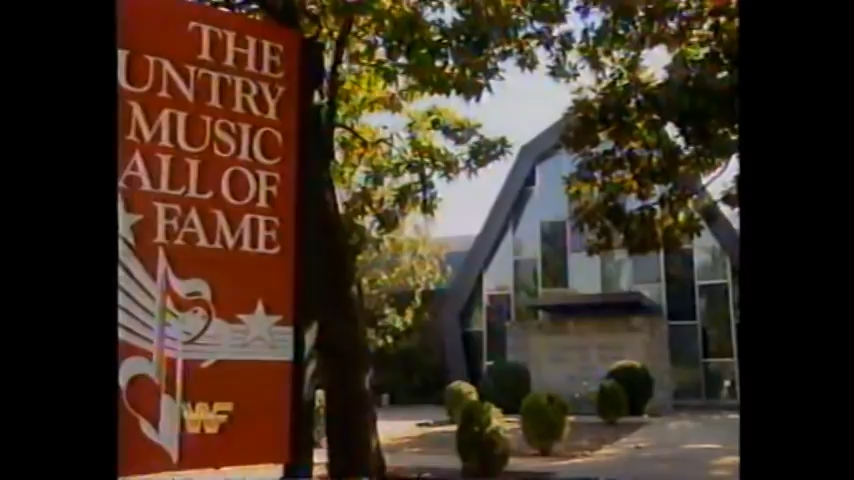 THE
UNTRY
MUSIC
ALL OF
FAME
WF